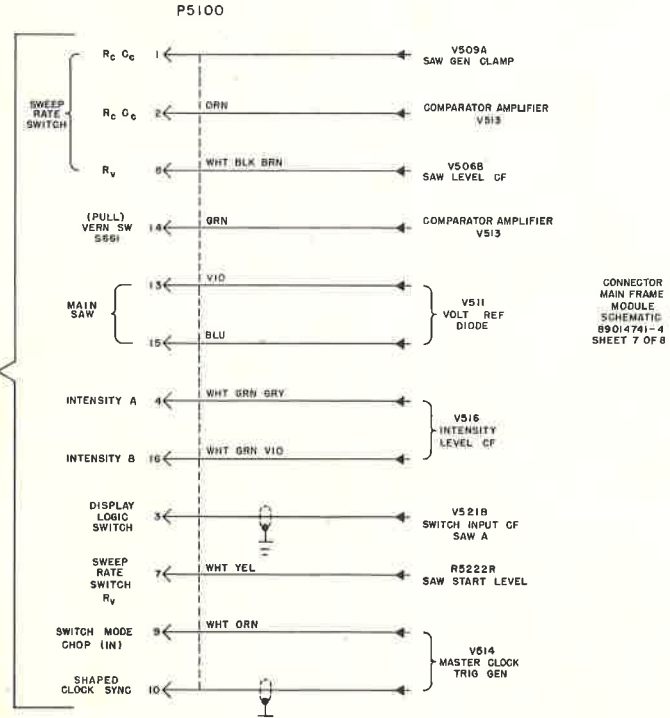 P5100
SWEEP
RATE
SWITCH
Rc Cc 1
V509A
SAW GEN CLAMP
Rc Cc 2 ORN
COMPARATOR AMPLIFIER
V513
Rv 6 WHT BLK BRN
V506B
SAW LEVEL CF
(PULL)
VERN SW
S661
14 GRN
COMPARATOR AMPLIFIER
V513
MAIN
SAW
13 VIO
15 BLU
V511
VOLT REF
DIODE
CONNECTOR
MAIN FRAME
MODULE
SCHEMATIC
89014741-4
SHEET 7 OF 8
INTENSITY A 4 WHT GRN GRY
INTENSITY B 16 WHT GRN VIO
V516
INTENSITY
LEVEL CF
DISPLAY
LOGIC
SWITCH
3
V521B
SWITCH INPUT CF
SAW A
SWEEP
RATE
SWITCH
Rv
7 WHT YEL
R5222R
SAW START LEVEL
SWITCH MODE
CHOP (IN)
9 WHT ORN
SHAPED
CLOCK SYNC
10
V514
MASTER CLOCK
TRIG GEN